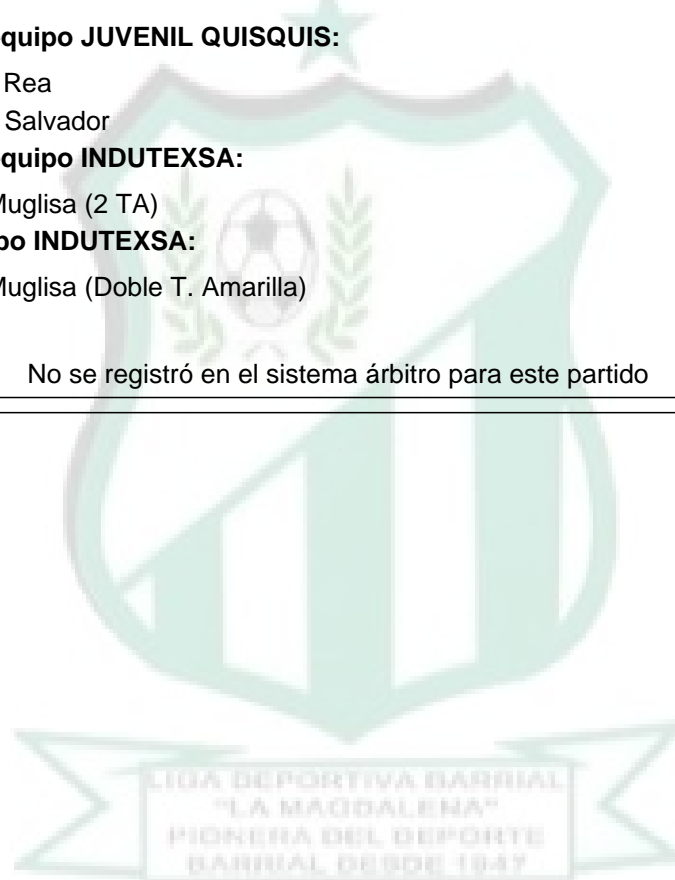 quipo JUVENIL QUISQUIS:
Rea
Salvador
quipo INDUTEXSA:
Muglisa (2 TA)
po INDUTEXSA:
Muglisa (Doble T. Amarilla)
No se registró en el sistema árbitro para este partido
LIGA DEPORTIVA BARRIAL
"LA MAGDALENA"
PIONERA DEL DEPORTE
BARRIAL DESDE 1947